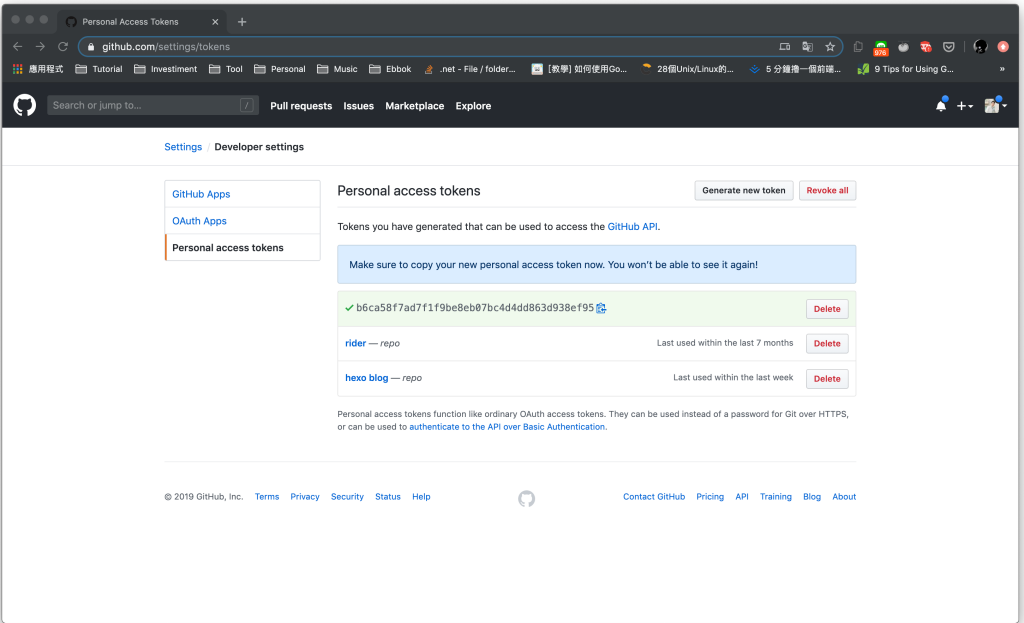 Personal Access Tokens
github.com/settings/tokens
976
應用程式 Tutorial Investiment Tool Personal Music Ebbok .net - File / folder... [教學] 如何使用Go... 28個Unix/Linux的... 5 分鐘擼一個前端... 9 Tips for Using G... »
Search or jump to... / Pull requests Issues Marketplace Explore
Settings / Developer settings
GitHub Apps
OAuth Apps
Personal access tokens
Personal access tokens Generate new token Revoke all
Tokens you have generated that can be used to access the GitHub API.
Make sure to copy your new personal access token now. You won't be able to see it again!
b6ca58f7ad7f1f9be8eb07bc4d4dd863d938ef95 Delete
rider — repo Last used within the last 7 months Delete
hexo blog — repo Last used within the last week Delete
Personal access tokens function like ordinary OAuth access tokens. They can be used instead of a password for Git over HTTPS,
or can be used to authenticate to the API over Basic Authentication.
© 2019 GitHub, Inc. Terms Privacy Security Status Help Contact GitHub Pricing API Training Blog About